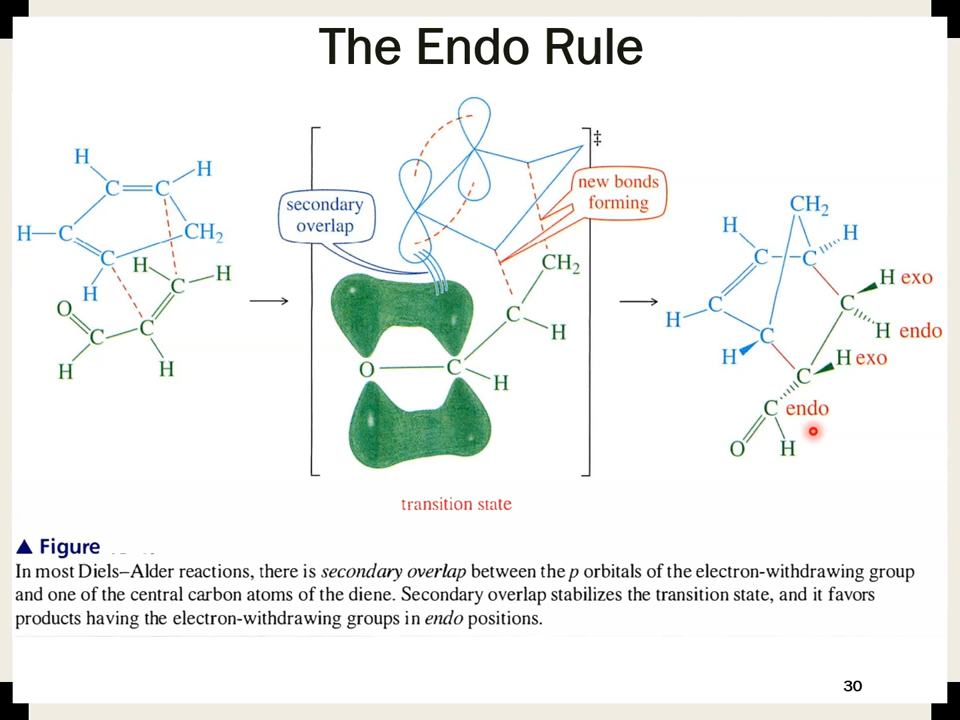 The Endo Rule
H
H
C
C
H
C
CH2
C
H
H
H
C
O
C
C
H
H
secondary
overlap
new bonds
forming
‡
CH2
C
H
O
C
H
transition state
CH2
H
H
C
C
C
H exo
C
H
H endo
C
H
H exo
C
C endo
O
H
▲ Figure
In most Diels–Alder reactions, there is secondary overlap between the p orbitals of the electron-withdrawing group
and one of the central carbon atoms of the diene. Secondary overlap stabilizes the transition state, and it favors
products having the electron-withdrawing groups in endo positions.
30